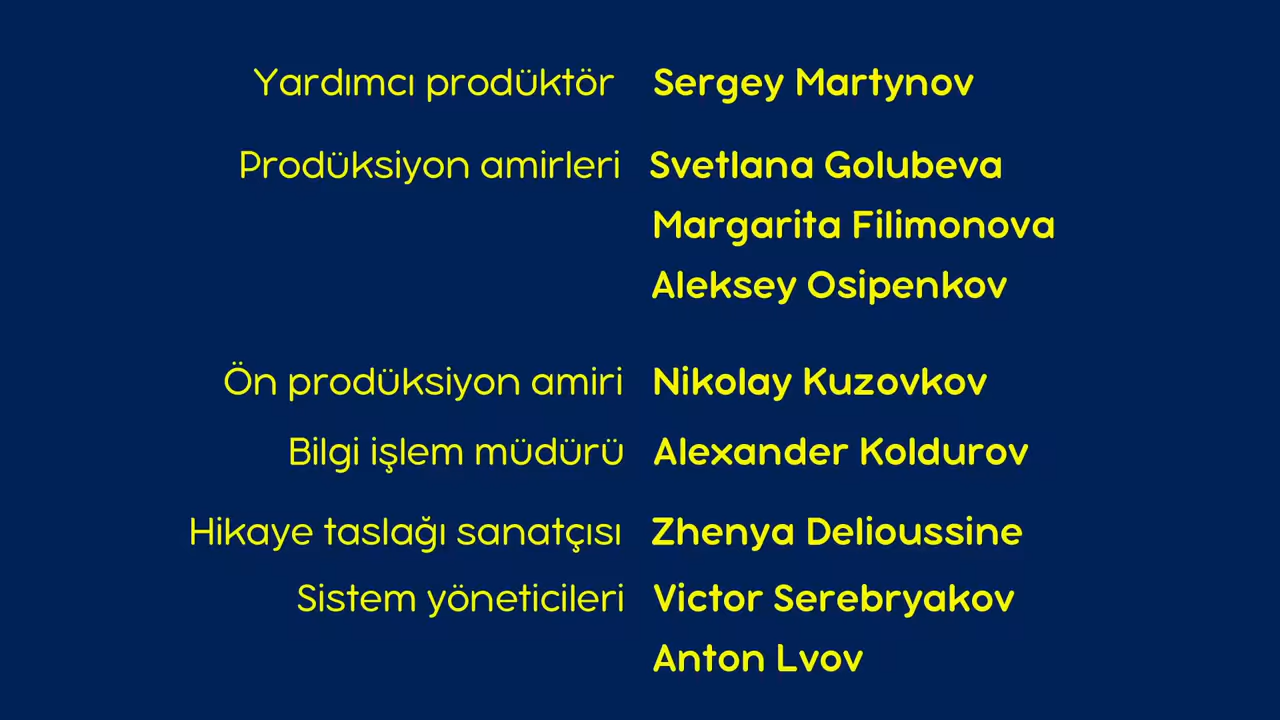 Yardımcı prodüktör Sergey Martynov
Prodüksiyon amirleri Svetlana Golubeva
Margarita Filimonova
Aleksey Osipenkov
Ön prodüksiyon amiri Nikolay Kuzovkov
Bilgi işlem müdürü Alexander Koldurov
Hikaye taslağı sanatçısı Zhenya Delioussine
Sistem yöneticileri Victor Serebryakov
Anton Lvov